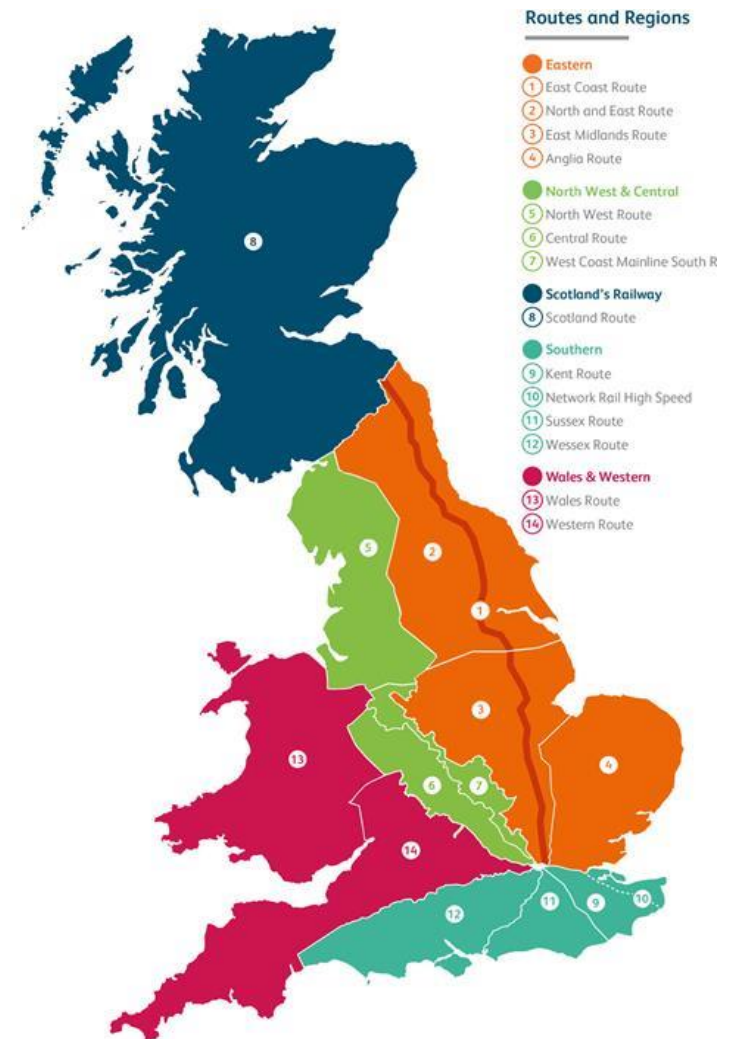 Routes and Regions
Eastern
1 East Coast Route
2 North and East Route
3 East Midlands Route
4 Anglia Route
North West & Central
5 North West Route
6 Central Route
7 West Coast Mainline South R
Scotland's Railway
8 Scotland Route
Southern
9 Kent Route
10 Network Rail High Speed
11 Sussex Route
12 Wessex Route
Wales & Western
13 Wales Route
14 Western Route
8
5
2
1
3
13
4
6
7
14
12
11
9
10